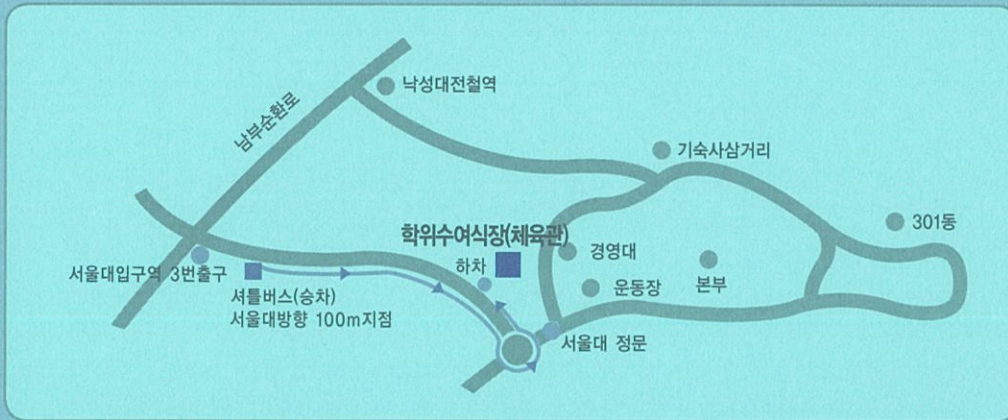 낙성대전철역
남부순환로
기숙사삼거리
301동
학위수여식장(체육관)
경영대
하차
서울대입구역 3번출구
운동장
본부
셔틀버스(승차)
서울대방향 100m지점
서울대 정문